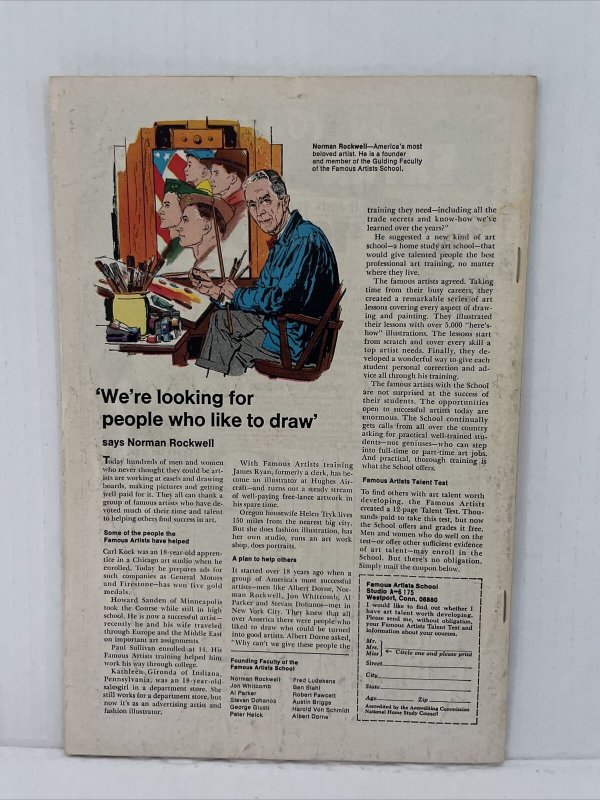 Norman Rockwell—America's most
beloved artist. He is a founder
and member of the Guiding Faculty
of the Famous Artists School.
'We're looking for
people who like to draw'
says Norman Rockwell
Today hundreds of men and women
who never thought they could be art-
ists are working at easels and drawing
boards, making pictures and getting
well paid for it. They all can thank a
group of famous artists who have de-
voted much of their time and talent
to helping others find success in art.
Some of the people the
Famous Artists have helped
Carl Kock was an 18-year-old appren-
tice in a Chicago art studio when he
enrolled. Today he prepares art for
such companies as General Motors
and Firestone—has won five gold
medals.
Howard Sanden of Minneapolis
took the Course while still in high
school. He is now a successful artist—
recently he and his wife traveled
through Europe and the Middle East
on important art assignments.
Paul Sullivan enrolled at 14. His
Famous Artists training helped him
work his way through college.
Kathleen Gironda of Indiana,
Pennsylvania, was an 18-year-old
salesgirl in a department store. She
still works for a department store, but
now it's as an advertising artist and
fashion illustrator.
With Famous Artists training
James Ryan, formerly a clerk, has be-
come an illustrator at Hughes Air-
craft—and turns out a steady stream
of well-paying free-lance artwork in
his spare time.
Oregon housewife Helen Tryk lives
150 miles from the nearest big city.
But she does fashion illustration, has
her own studio, runs an art work
shop, does portraits.
A plan to help others
It started over 18 years ago when a
group of America's most successful
artists—men like Albert Dorne, Nor-
man Rockwell, Jon Whitcomb, Al
Parker and Stevan Dohanos—met in
New York City. They knew that all
over America there were people who
liked to draw who could be turned
into good artists. Albert Dorne asked,
"Why can't we give these people the
Founding Faculty of the
Famous Artists School
Norman Rockwell
Jon Whitcomb
Al Parker
Stevan Dohanos
George Giusti
Peter Helck
Fred Ludekens
Ben Stahl
Robert Fawcett
Austin Briggs
Harold Von Schmidt
Albert Dorne
training they need—including all the
trade secrets and know-how we've
learned over the years?"
He suggested a new kind of art
school—a home study art school—that
would give talented people the best
professional art training, no matter
where they live.
The famous artists agreed. Taking
time from their busy careers, they
created a remarkable series of art
lessons covering every aspect of draw-
ing and painting. They illustrated
their lessons with over 5,000 "here's-
how" illustrations. The lessons start
from scratch and cover every skill a
top artist needs. Finally, they de-
veloped a wonderful way to give each
student personal correction and ad-
vice all through his training.
The famous artists with the School
are not surprised at the success of
their students. The opportunities
open to successful artists today are
enormous. The School continually
gets calls from all over the country
asking for practical well-trained stu-
dents—not geniuses—who can step
into full-time or part-time art jobs.
And practical, thorough training is
what the School offers.
Famous Artists Talent Test
To find others with art talent worth
developing, the Famous Artists
created a 12-page Talent Test. Thou-
sands paid to take this test, but now
the School offers and grades it free.
Men and women who do well on the
test—or offer other sufficient evidence
of art talent—may enroll in the
School. But there's no obligation.
Simply mail the coupon below.
Famous Artists School
Studio A-6175
Westport, Conn. 06880
I would like to find out whether I
have art talent worth developing.
Please send me, without obligation,
your Famous Artists Talent Test and
information about your courses.
Mr.
Mrs.
Miss ← Circle one and please print
Street
City
State
Age Zip
Accredited by the Accrediting Commission
National Home Study Council